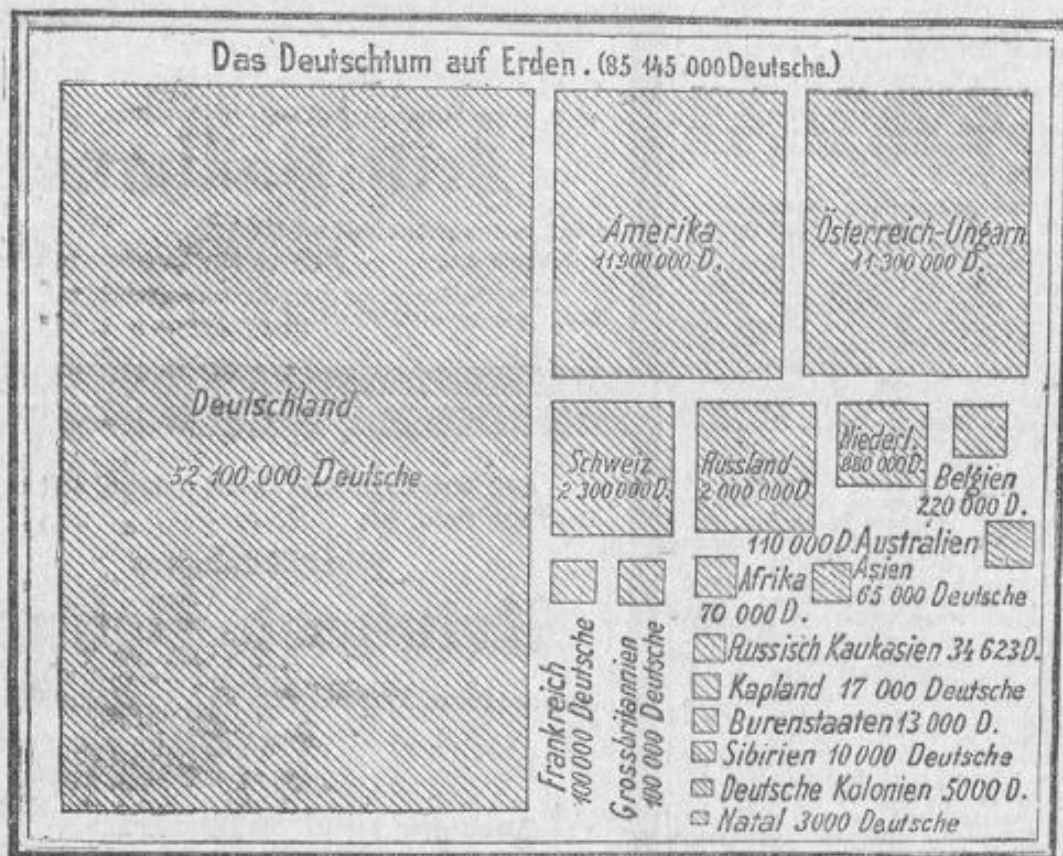 Das Deutschtum auf Erden. (85 145 000 Deutsche.)
Deutschland
52 100 000 Deutsche
Amerika
11 900 000 D.
Österreich-Ungarn
11 300 000 D.
Schweiz
2 300 000 D.
Russland
2 000 000 D
Niederl.
880 000 D.
Belgien
220 000 D.
110 000 D. Australien
Afrika
70 000 D.
Asien
65 000 Deutsche
Frankreich
100 000 Deutsche
Grossbritannien
100 000 Deutsche
Russisch Kaukasien 34 623 D.
Kapland 17 000 Deutsche
Burenstaaten 13 000 D.
Sibirien 10 000 Deutsche
Deutsche Kolonien 5000 D.
Natal 3000 Deutsche